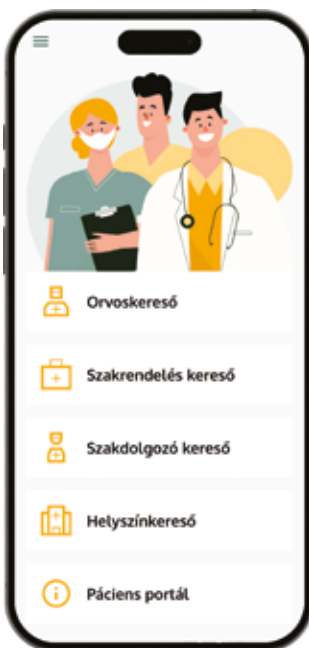 Orvoskereső
Szakrendelés kereső
Szakdolgozó kereső
Helyszínkereső
Páciens portál